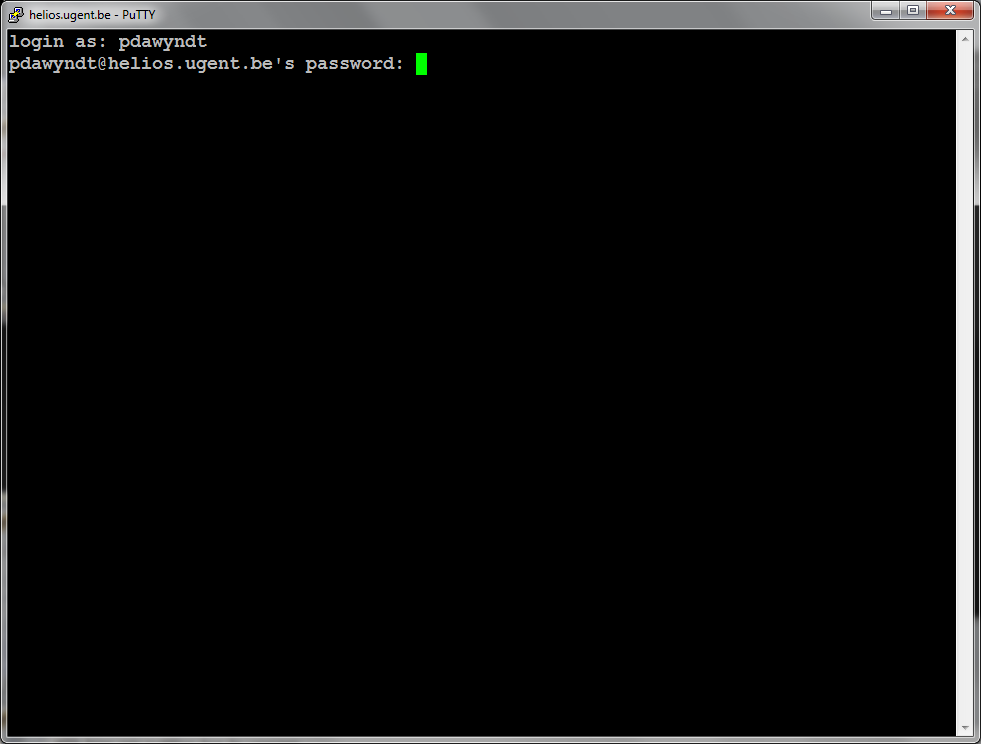 helios.ugent.be - PuTTY
login as: pdawyndt
pdawyndt@helios.ugent.be's password: